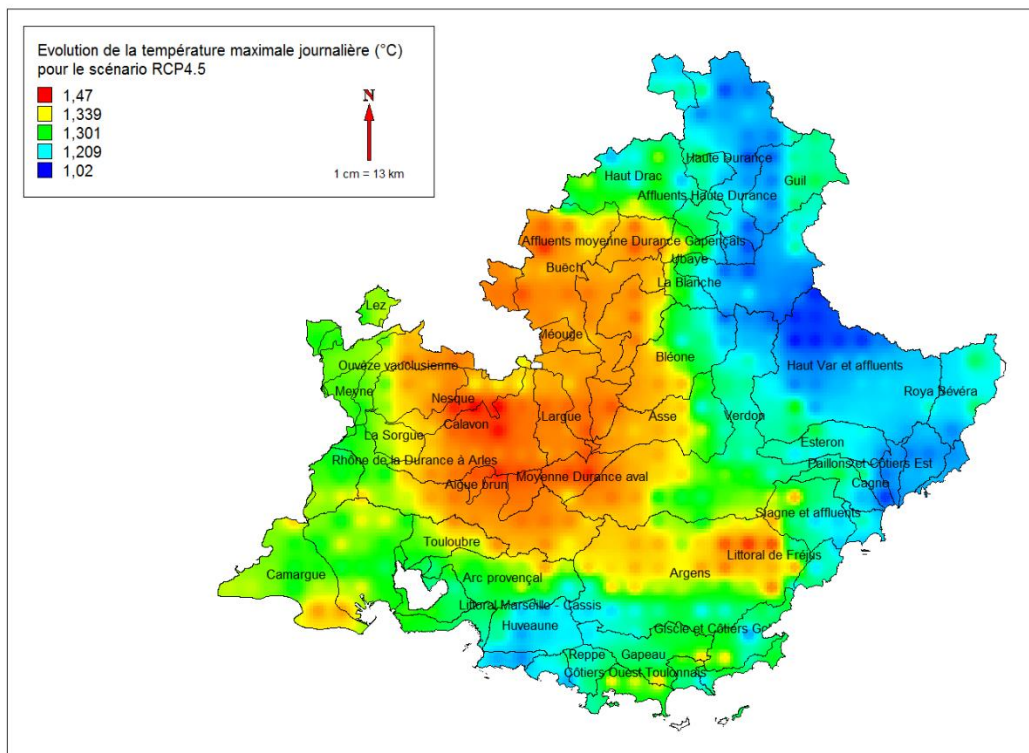 Evolution de la température maximale journalière (°C)
pour le scénario RCP4.5
1,47
1,339
1,301
1,209
1,02
N
1 cm = 13 km
Haute Durance
Haut Drac
Guil
Affluents Haute Durance
Affluents moyenne Durance Gapençais
Ubaye
Buëch
La Blanche
Lez
Méouge
Bléone
Ouvèze vauclusienne
Haut Var et affluents
Meyne
Nesque
Roya Bévéra
Calavon
Largue
Asse
Verdon
La Sorgue
Esteron
Rhône de la Durance à Arles
Paillons et Côtiers Est
Aigue brun
Moyenne Durance aval
Cagne
Siagne et affluents
Touloubre
Littoral de Fréjus
Camargue
Arc provençal
Argens
Littoral Marseille - Cassis
Huveaune
Giscle et Côtiers Go
Reppe
Gapeau
Côtiers Ouest Toulonnais